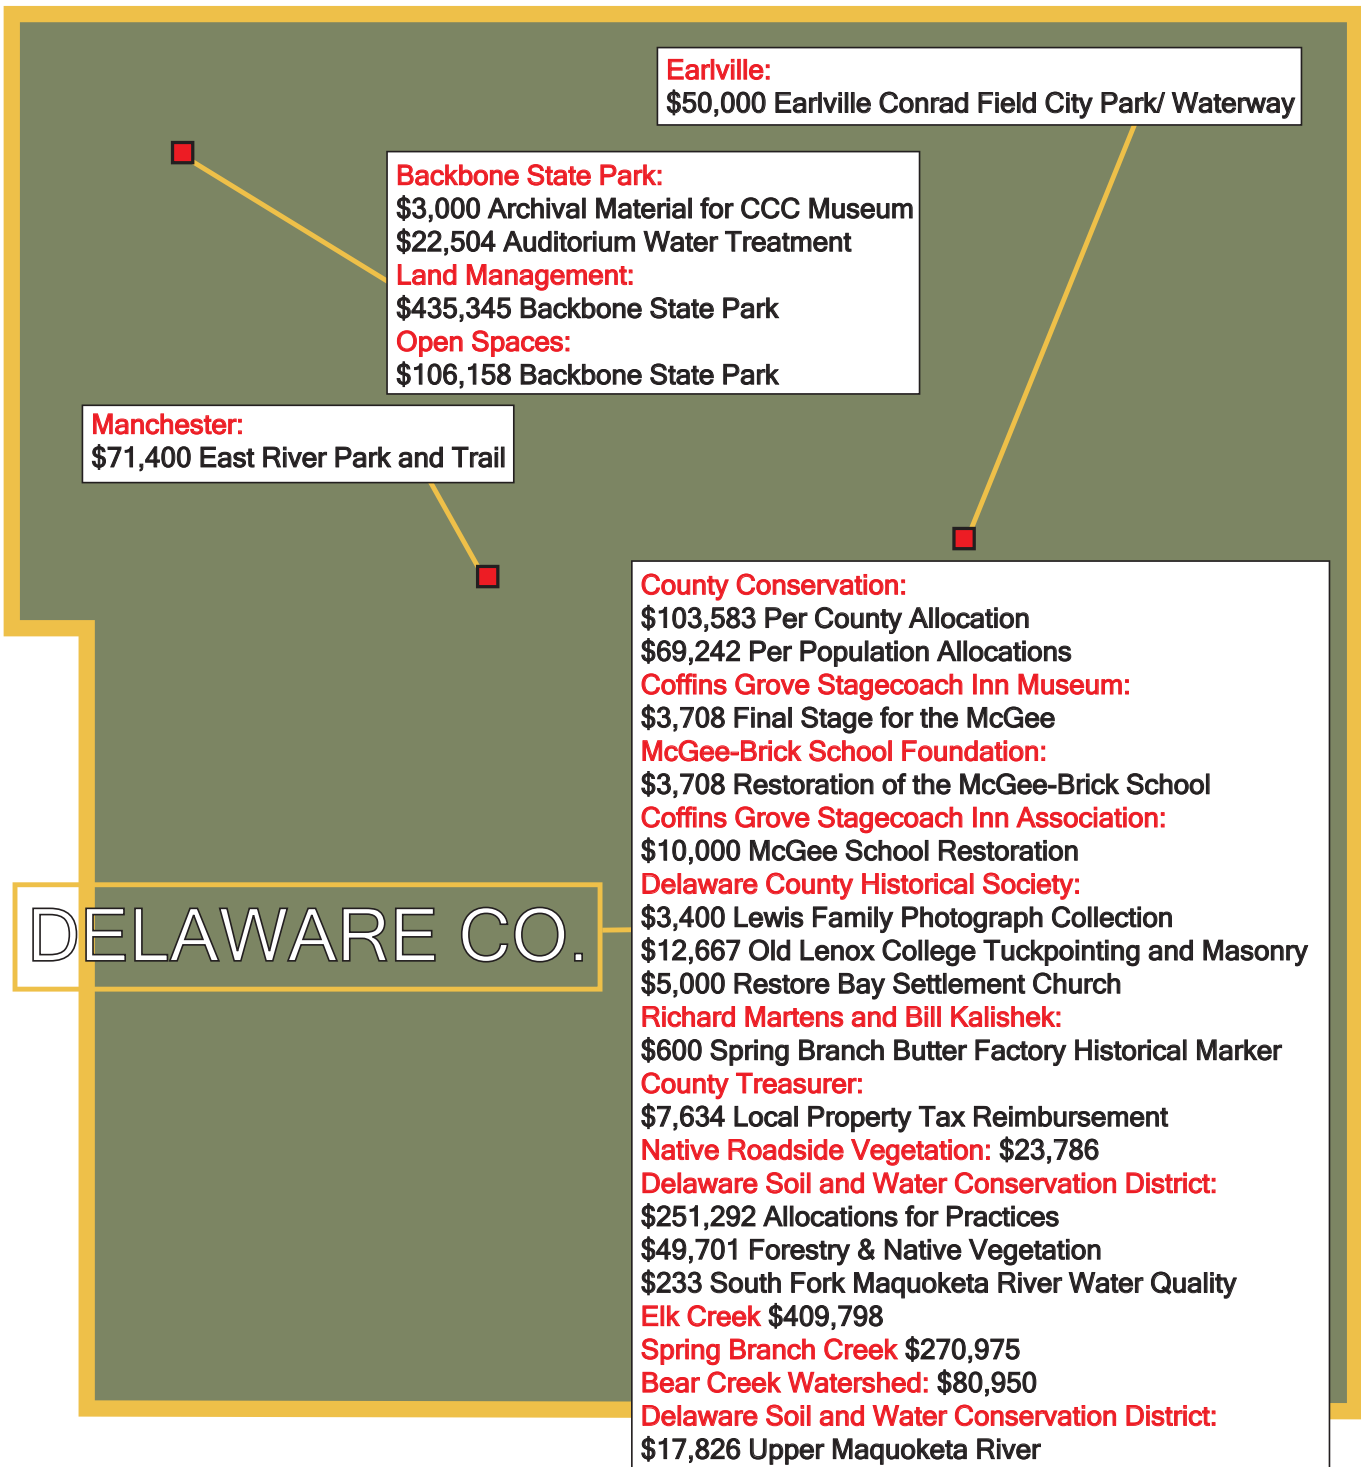 Earlville:
$50,000 Earlville Conrad Field City Park/ Waterway
Backbone State Park:
$3,000 Archival Material for CCC Museum
$22,504 Auditorium Water Treatment
Land Management:
$435,345 Backbone State Park
Open Spaces:
$106,158 Backbone State Park
Manchester:
$71,400 East River Park and Trail
DELAWARE CO.
County Conservation:
$103,583 Per County Allocation
$69,242 Per Population Allocations
Coffins Grove Stagecoach Inn Museum:
$3,708 Final Stage for the McGee
McGee-Brick School Foundation:
$3,708 Restoration of the McGee-Brick School
Coffins Grove Stagecoach Inn Association:
$10,000 McGee School Restoration
Delaware County Historical Society:
$3,400 Lewis Family Photograph Collection
$12,667 Old Lenox College Tuckpointing and Masonry
$5,000 Restore Bay Settlement Church
Richard Martens and Bill Kalishek:
$600 Spring Branch Butter Factory Historical Marker
County Treasurer:
$7,634 Local Property Tax Reimbursement
Native Roadside Vegetation: $23,786
Delaware Soil and Water Conservation District:
$251,292 Allocations for Practices
$49,701 Forestry & Native Vegetation
$233 South Fork Maquoketa River Water Quality
Elk Creek $409,798
Spring Branch Creek $270,975
Bear Creek Watershed: $80,950
Delaware Soil and Water Conservation District:
$17,826 Upper Maquoketa River